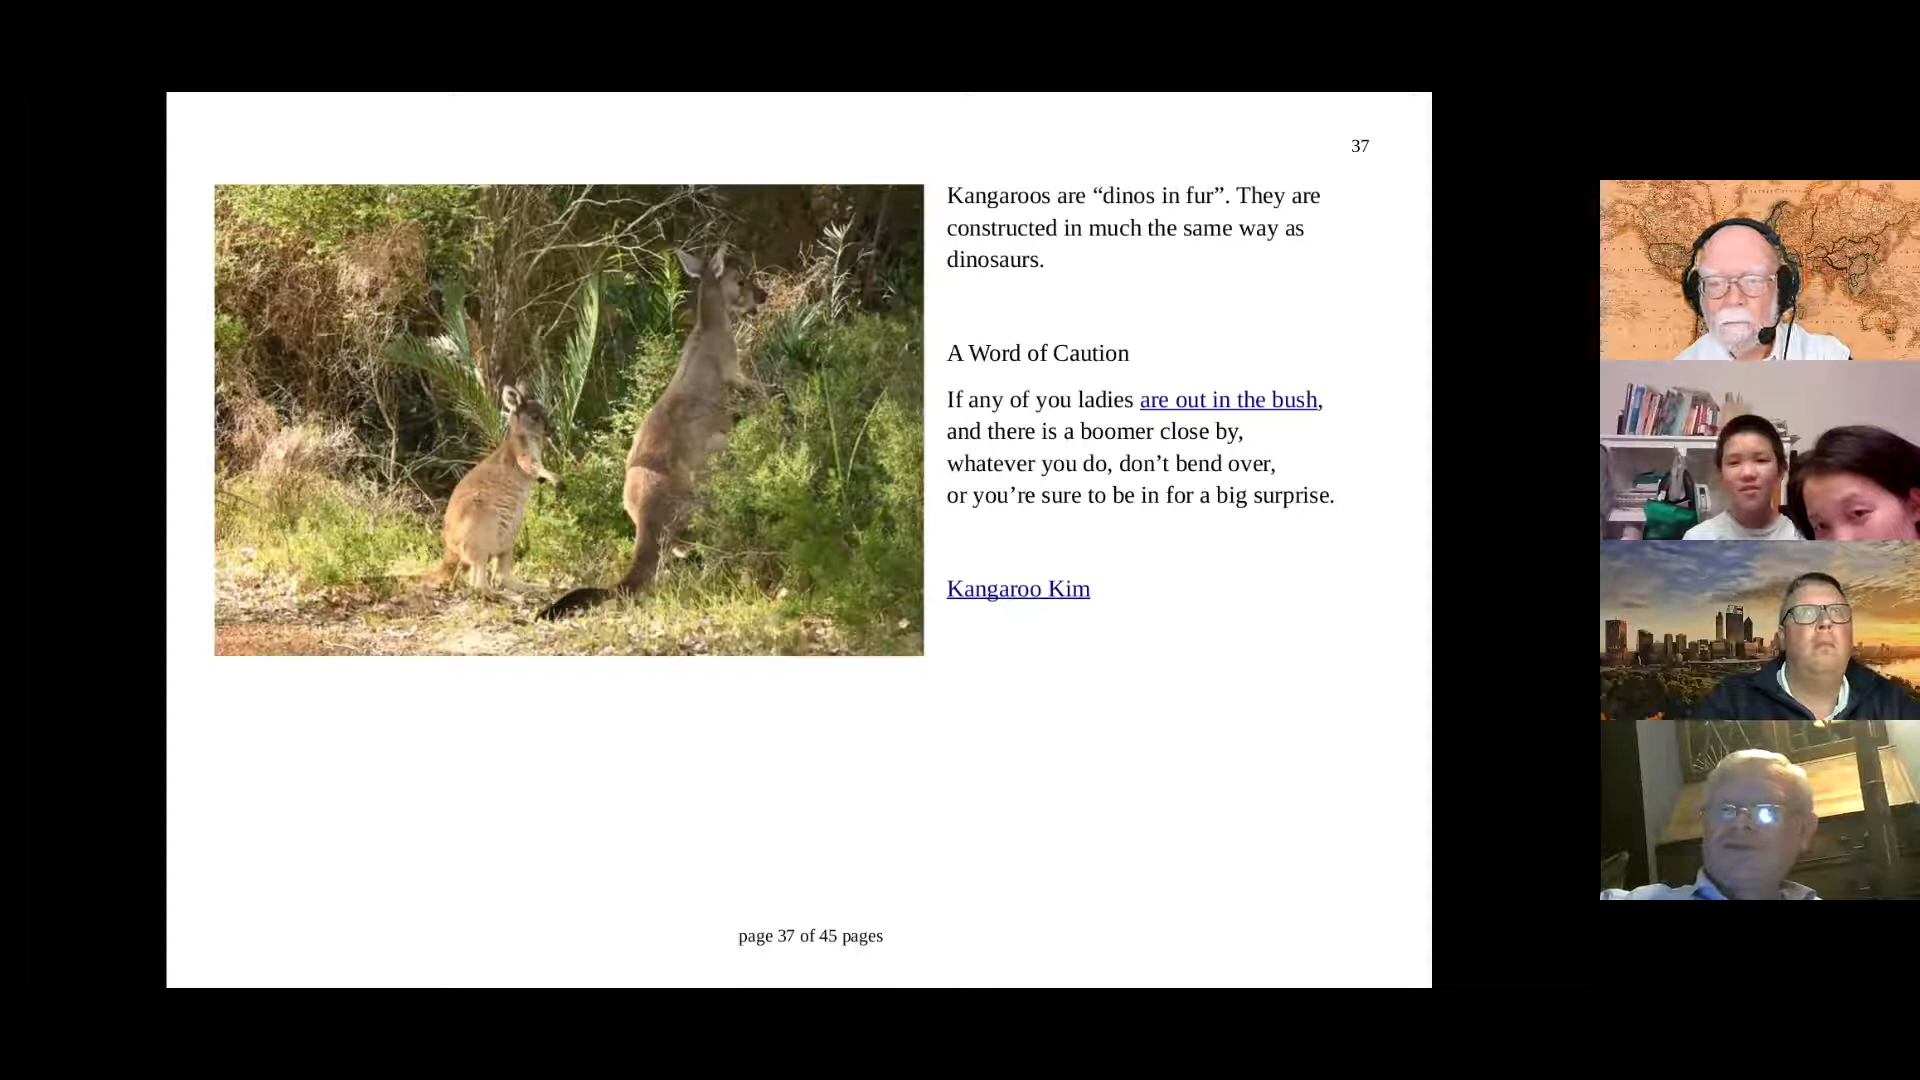 37
Kangaroos are “dinos in fur”. They are
constructed in much the same way as
dinosaurs.
A Word of Caution
If any of you ladies are out in the bush,
and there is a boomer close by,
whatever you do, don’t bend over,
or you’re sure to be in for a big surprise.
Kangaroo Kim
page 37 of 45 pages